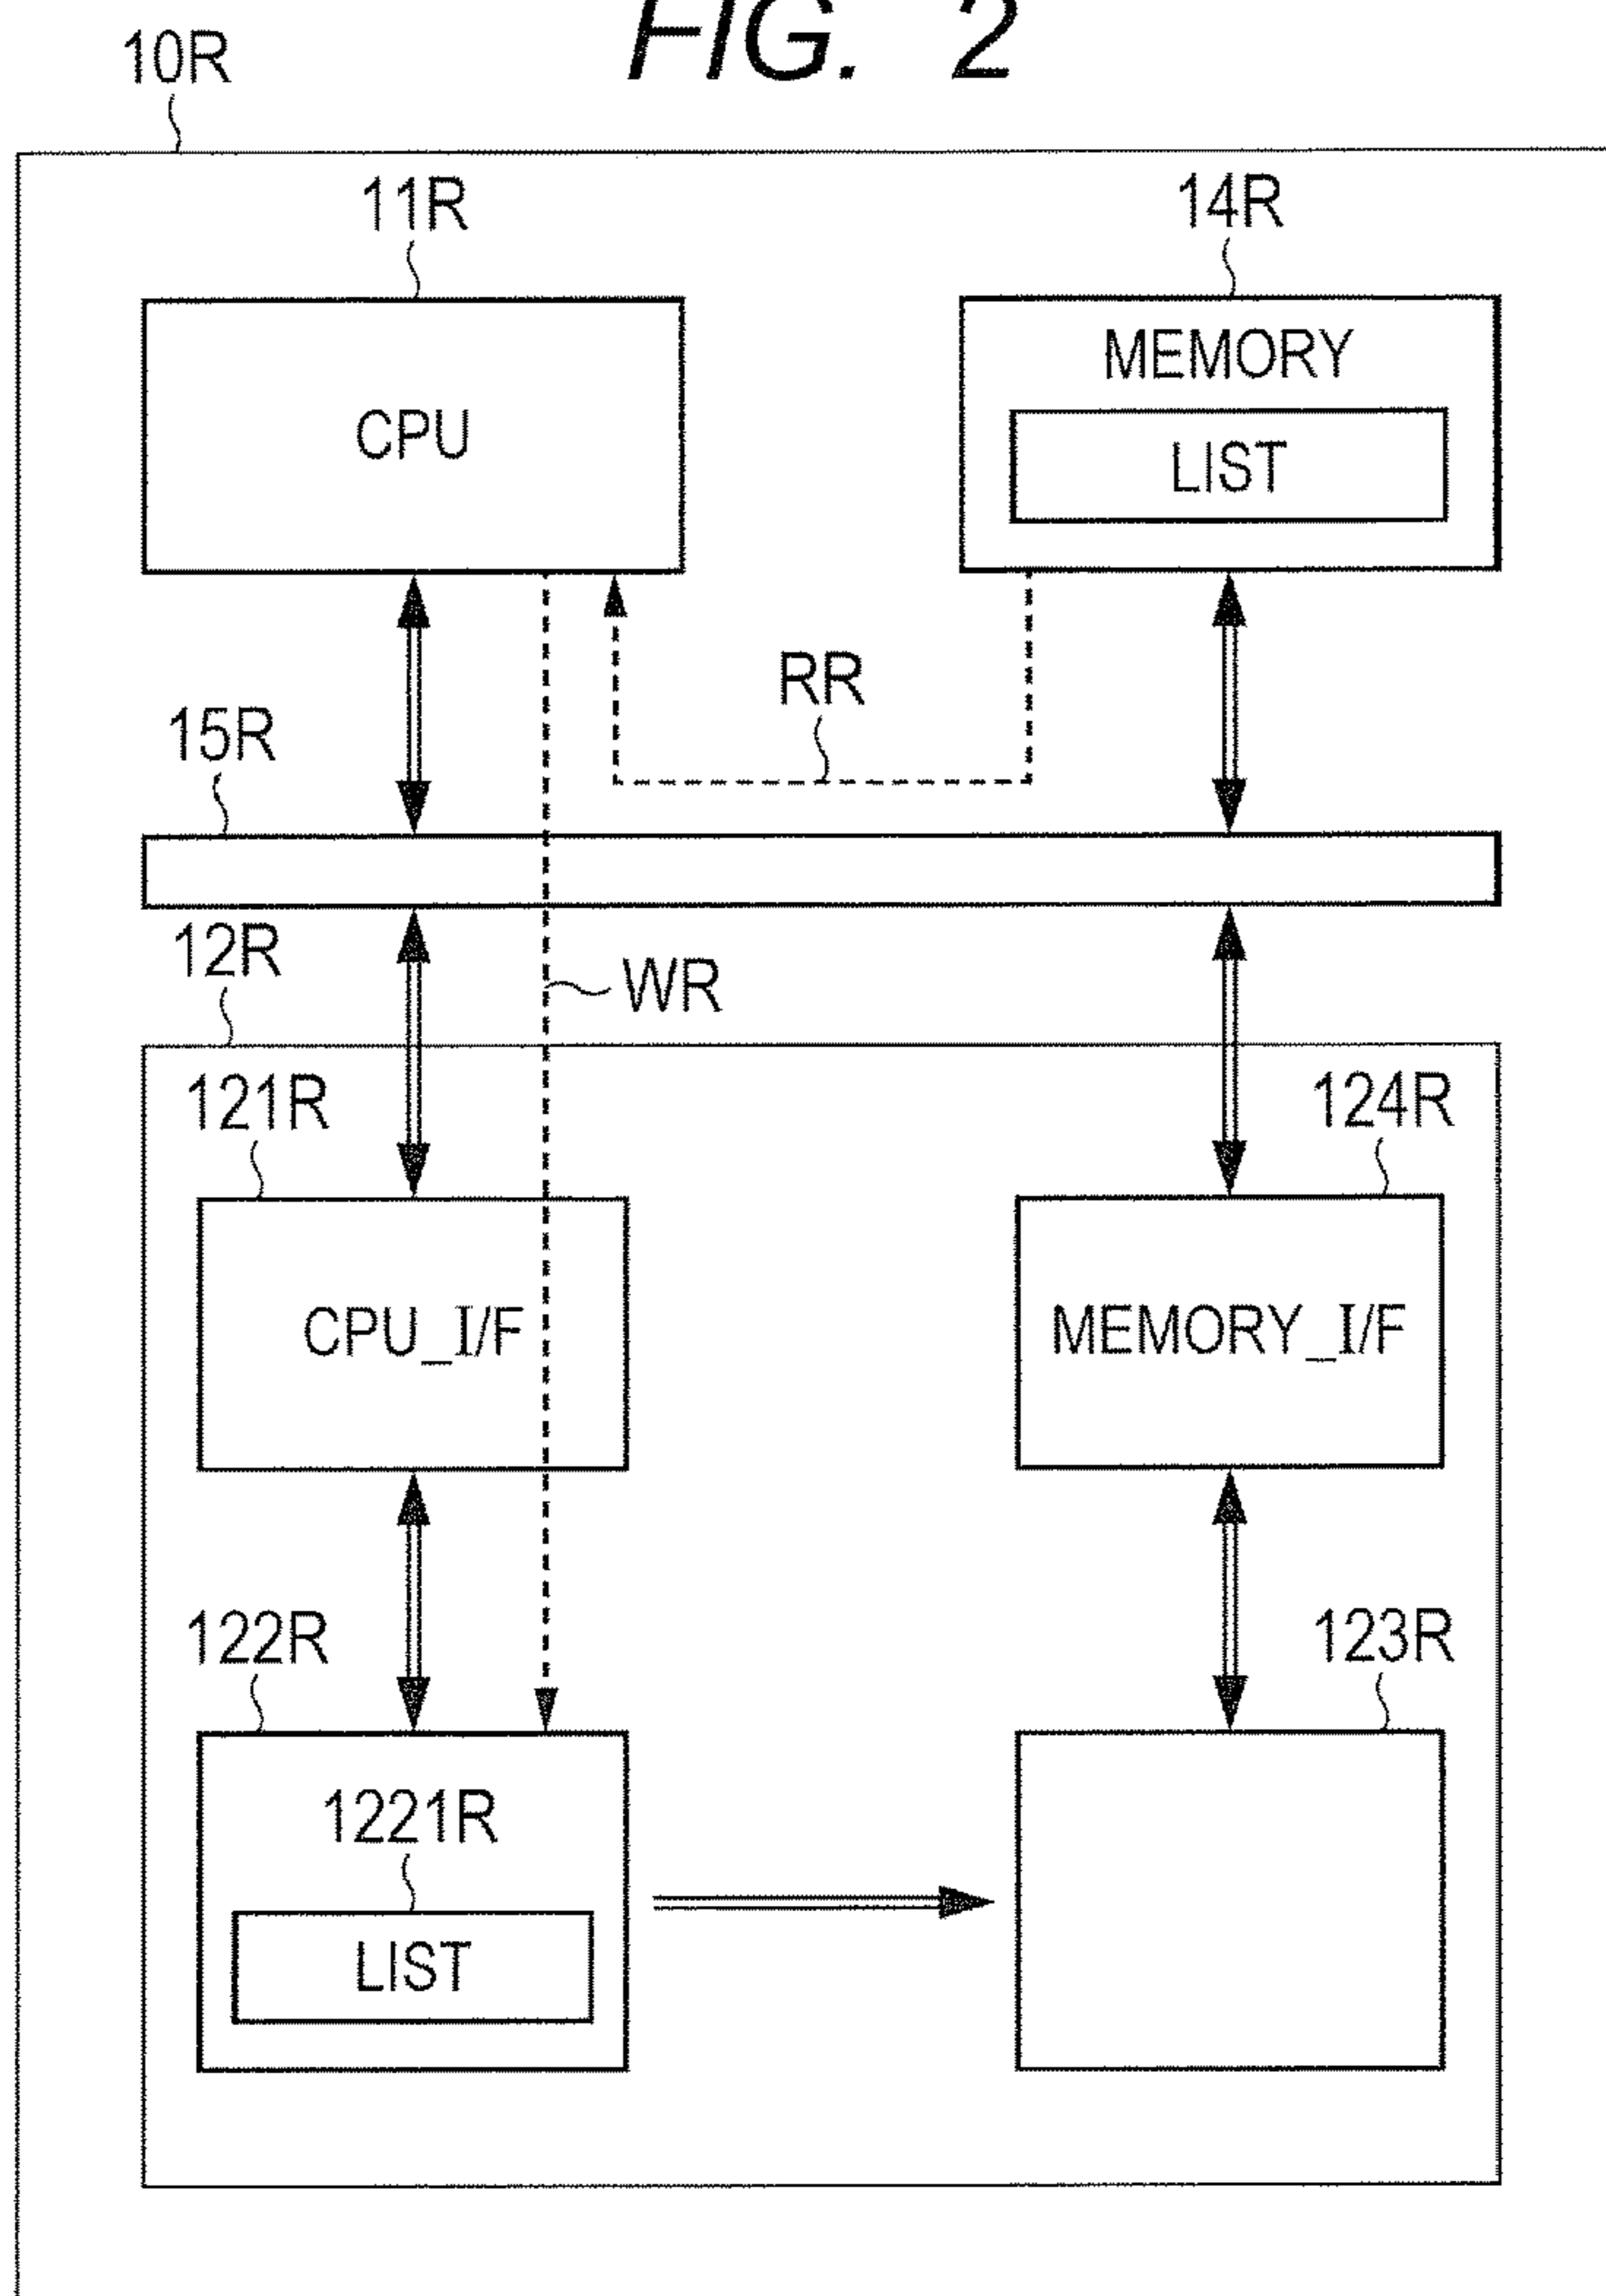 FIG. 2
10R
11R
14R
CPU
MEMORY
LIST
RR
15R
12R
WR
121R
124R
CPU_I/F
MEMORY_I/F
122R
123R
1221R
LIST